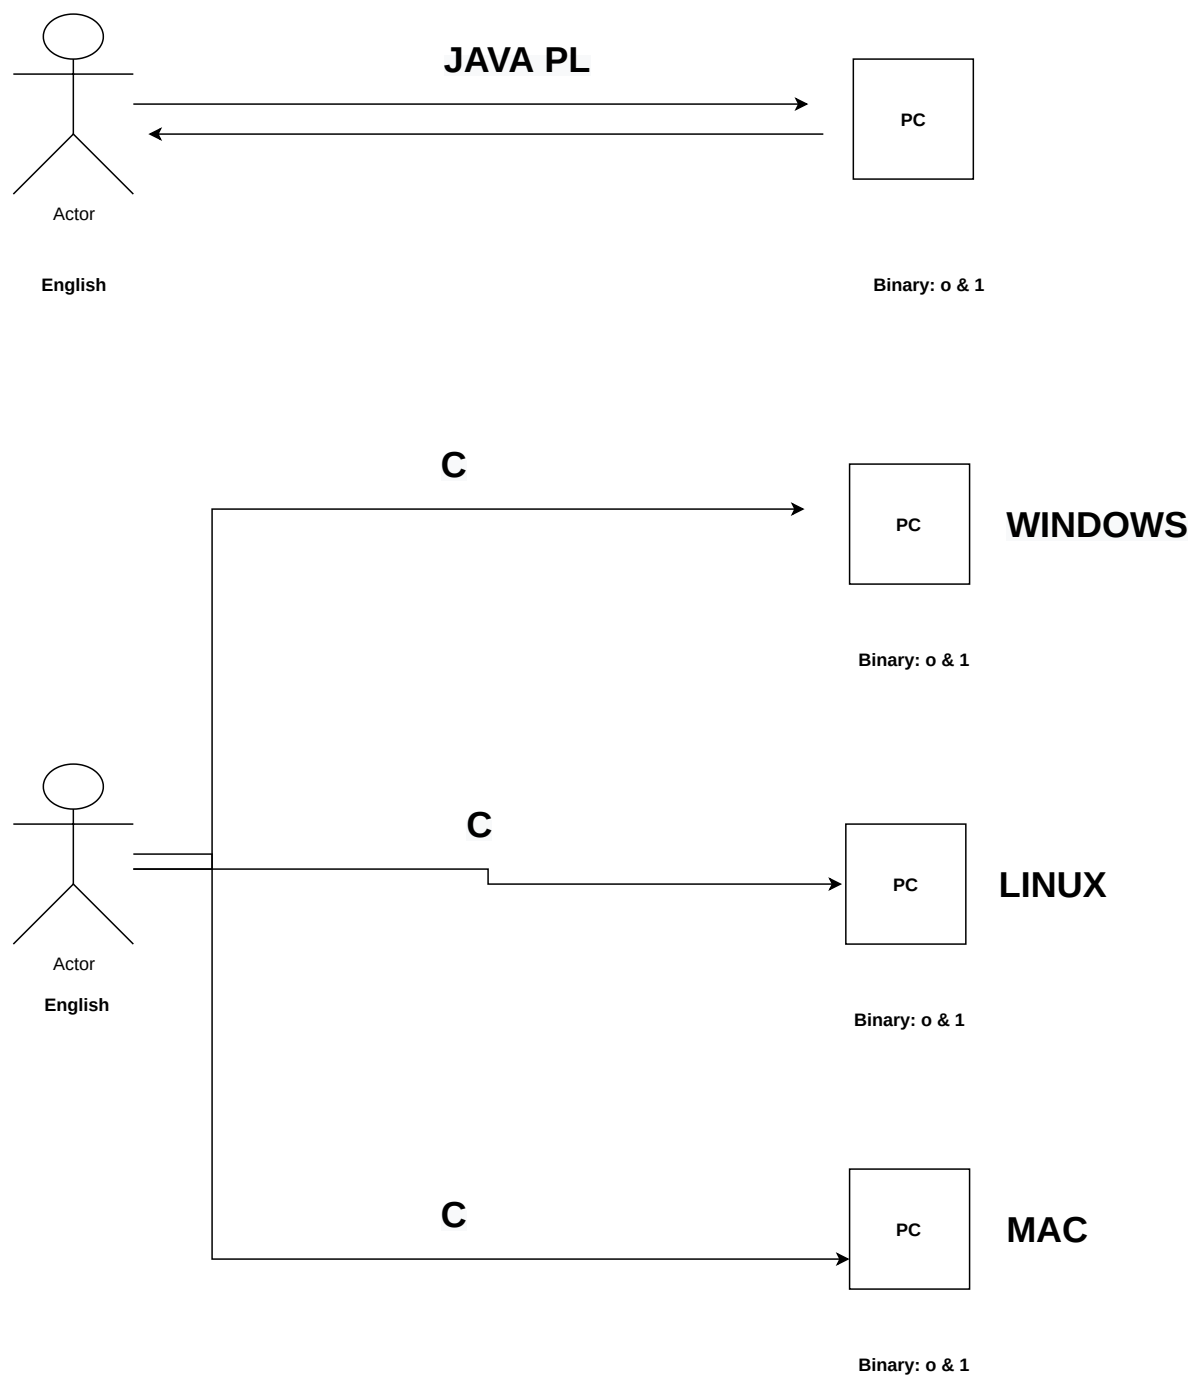 JAVA PL
PC
Actor
English
Binary: o & 1
C
PC
WINDOWS
Binary: o & 1
C
PC
LINUX
Actor
English
Binary: o & 1
C
PC
MAC
Binary: o & 1